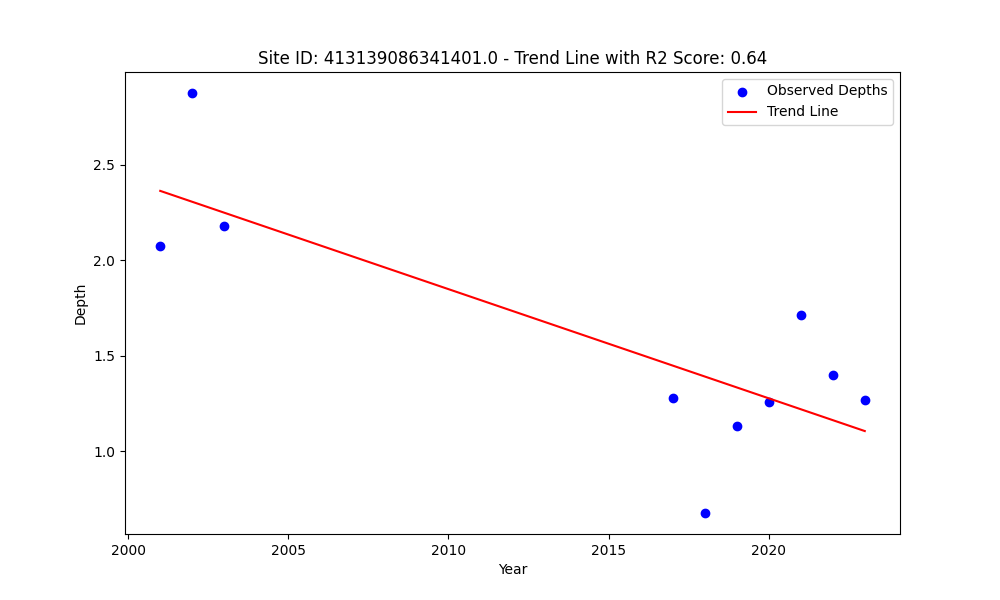 Site ID: 413139086341401.0 - Trend Line with R2 Score: 0.64
Observed Depths
Trend Line
2.5
2.0
1.5
1.0
Depth
2000 2005 2010 2015 2020
Year